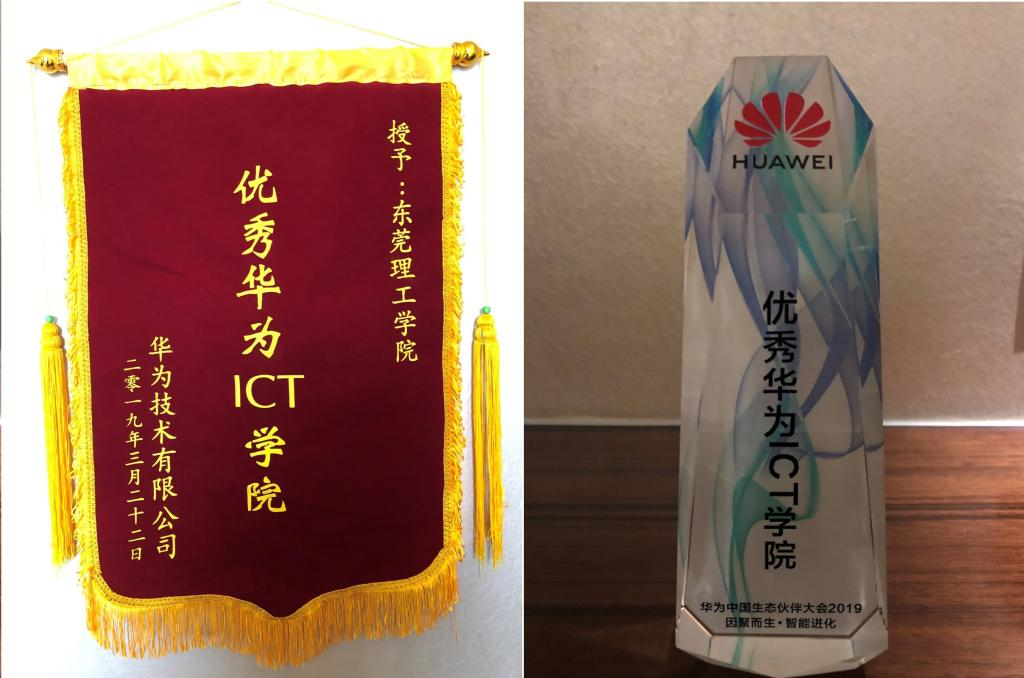 授予：东莞理工学院
优秀华为ICT学院
华为技术有限公司
二零一九年三月二十二日
HUAWEI
优秀华为ICT学院
华为中国生态伙伴大会2019
因聚而生·智能进化